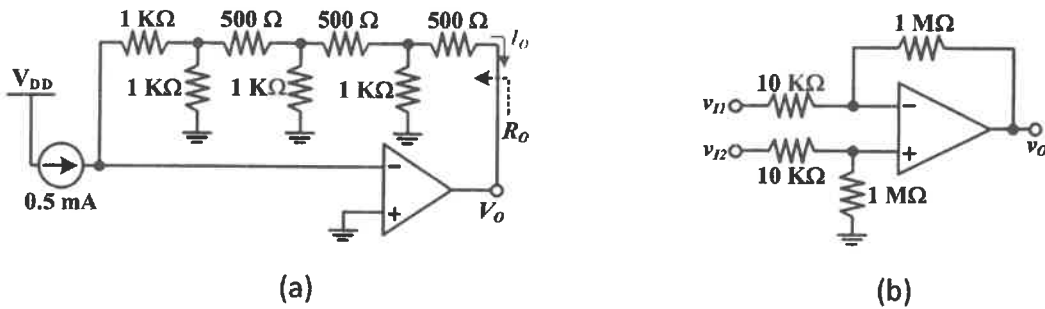 1 KΩ 500 Ω 500 Ω 500 Ω
I_O
1 KΩ 1 KΩ 1 KΩ
V_DD
R_O
0.5 mA
−
+
V_O
(a)
1 MΩ
10 KΩ
v_I1
−
v_I2
+
v_O
10 KΩ
1 MΩ
(b)